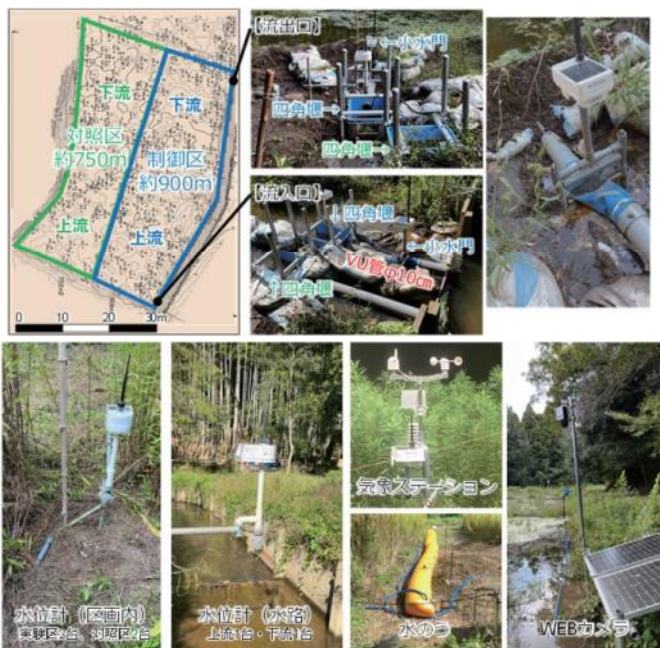 【流出口】
←小水門
四角堰→
四角堰→
下流
下流
対照区
約750m
制御区
約900m
上流
上流
【流入口】
↓四角堰
←小水門
VU管φ10cm
↑四角堰
0 10 20 30m
水位計（区画内）
実験区2台、対照区2台
水位計（水路）
上流1台・下流1台
気象ステーション
水のう
WEBカメラ